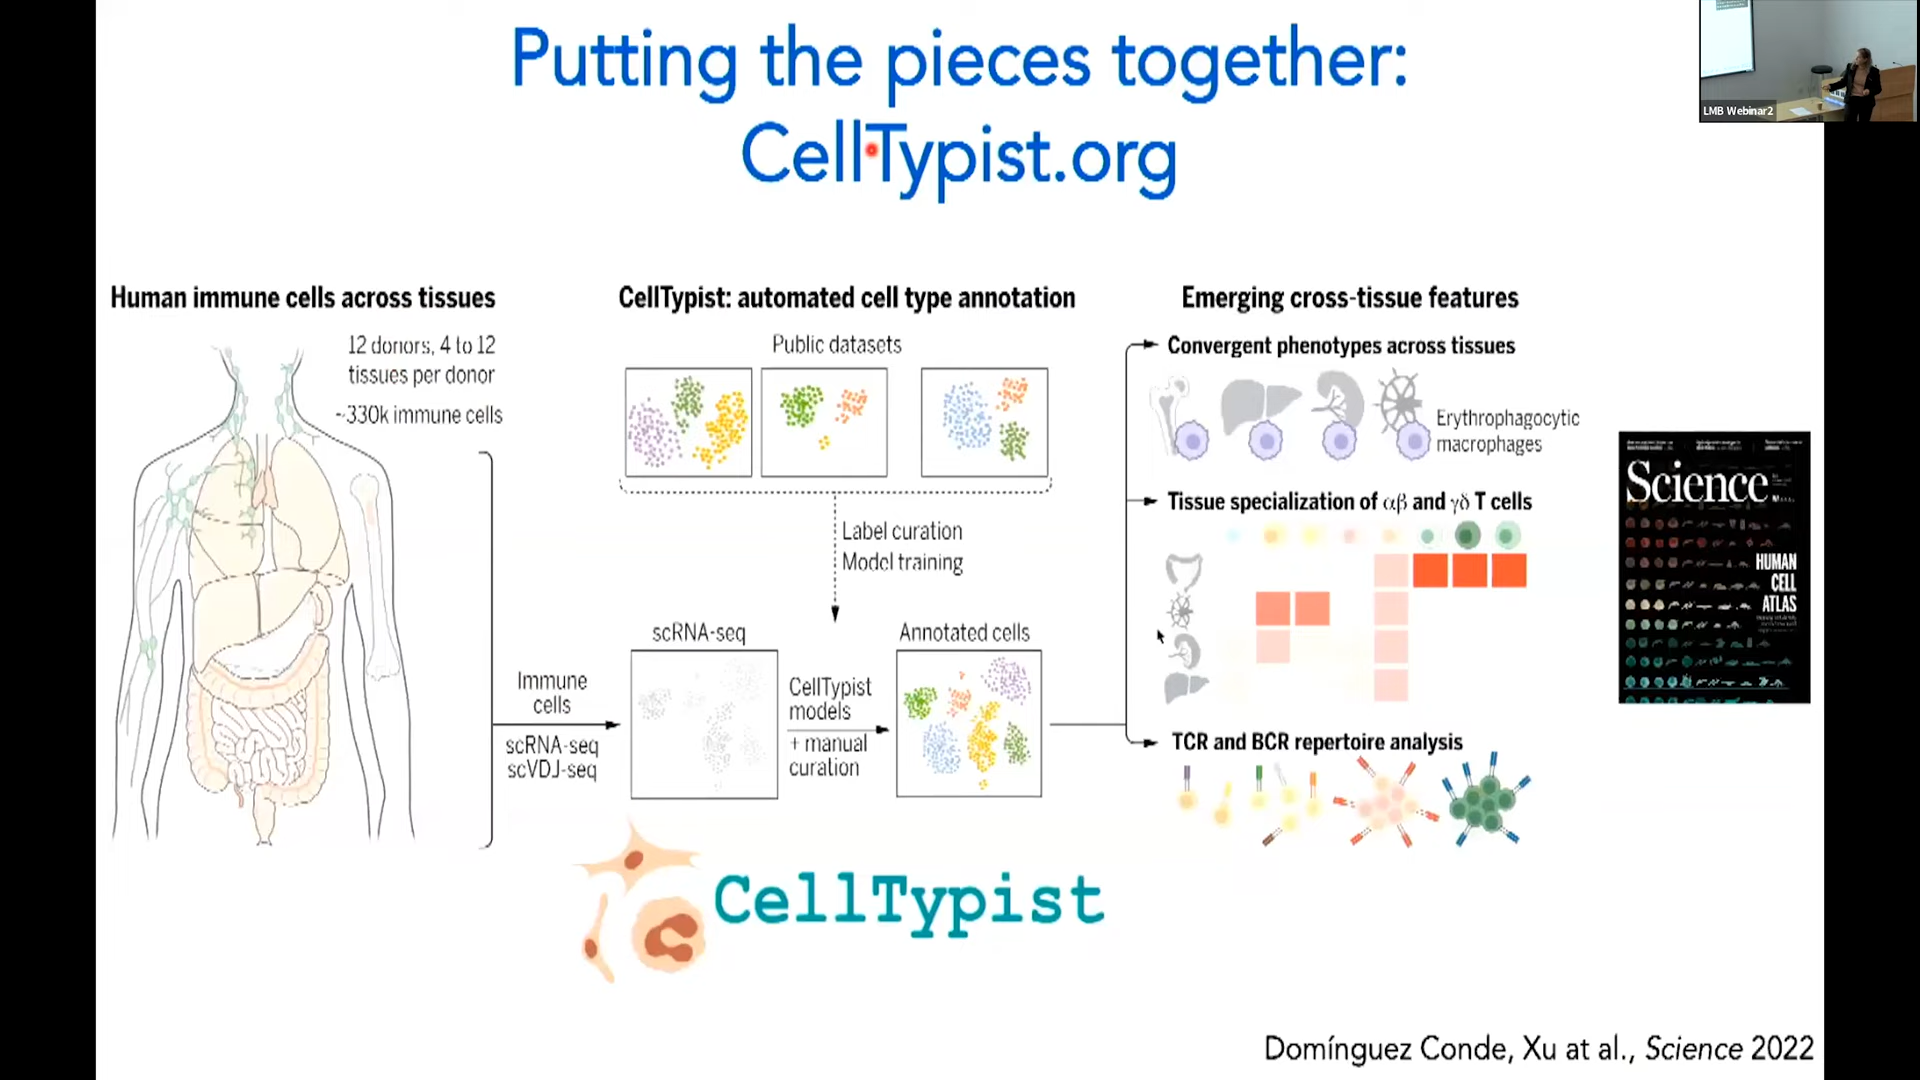 Putting the pieces together:
CellTypist.org
LMB Webinar2
Human immune cells across tissues
12 donors, 4 to 12
tissues per donor
~330k immune cells
Immune
cells
scRNA-seq
scVDJ-seq
CellTypist: automated cell type annotation
Public datasets
Label curation
Model training
scRNA-seq
CellTypist
models
+ manual
curation
Annotated cells
Emerging cross-tissue features
Convergent phenotypes across tissues
Erythrophagocytic
macrophages
Tissue specialization of αβ and γδ T cells
TCR and BCR repertoire analysis
Science
HUMAN
CELL
ATLAS
CellTypist
Domínguez Conde, Xu at al., Science 2022